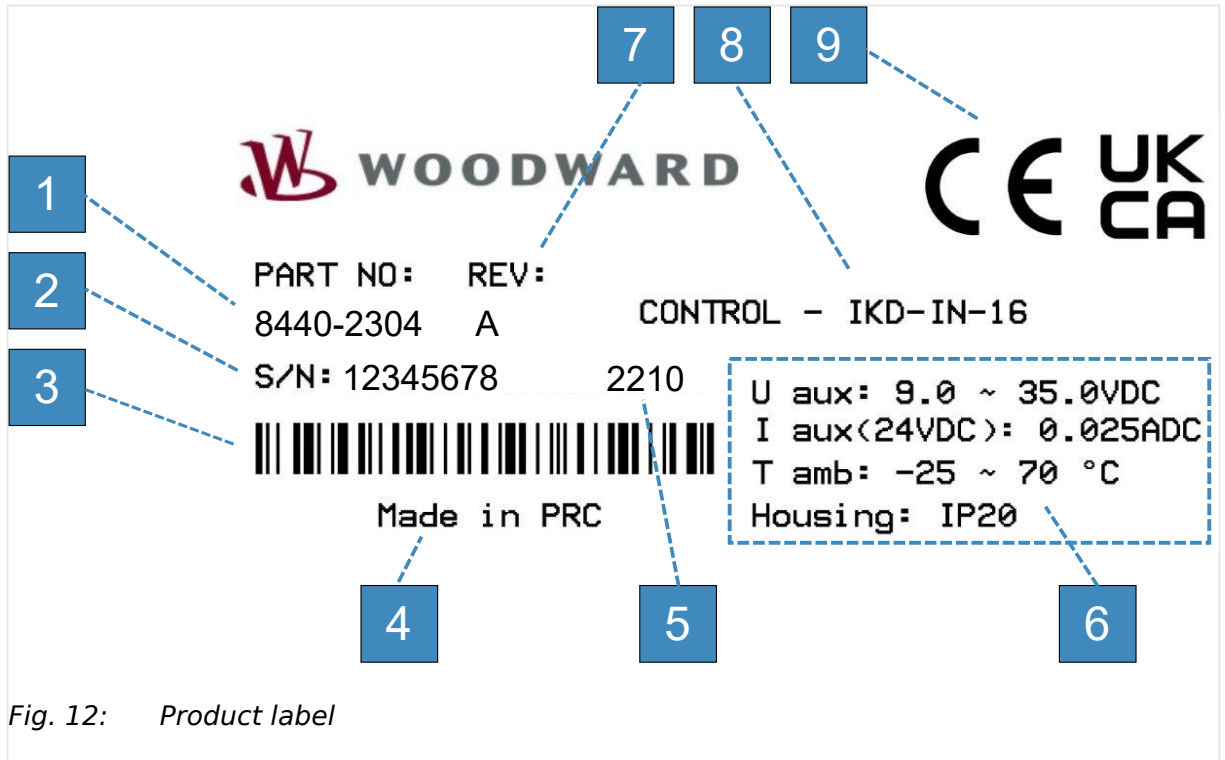 7 8 9
WOODWARD
CE UK
CA
1
PART NO: REV:
2
8440-2304 A
CONTROL - IKD-IN-16
3
S/N: 12345678 2210
U aux: 9.0 ~ 35.0VDC
I aux(24VDC): 0.025ADC
T amb: -25 ~ 70 °C
Housing: IP20
Made in PRC
4 5 6
Fig. 12: Product label